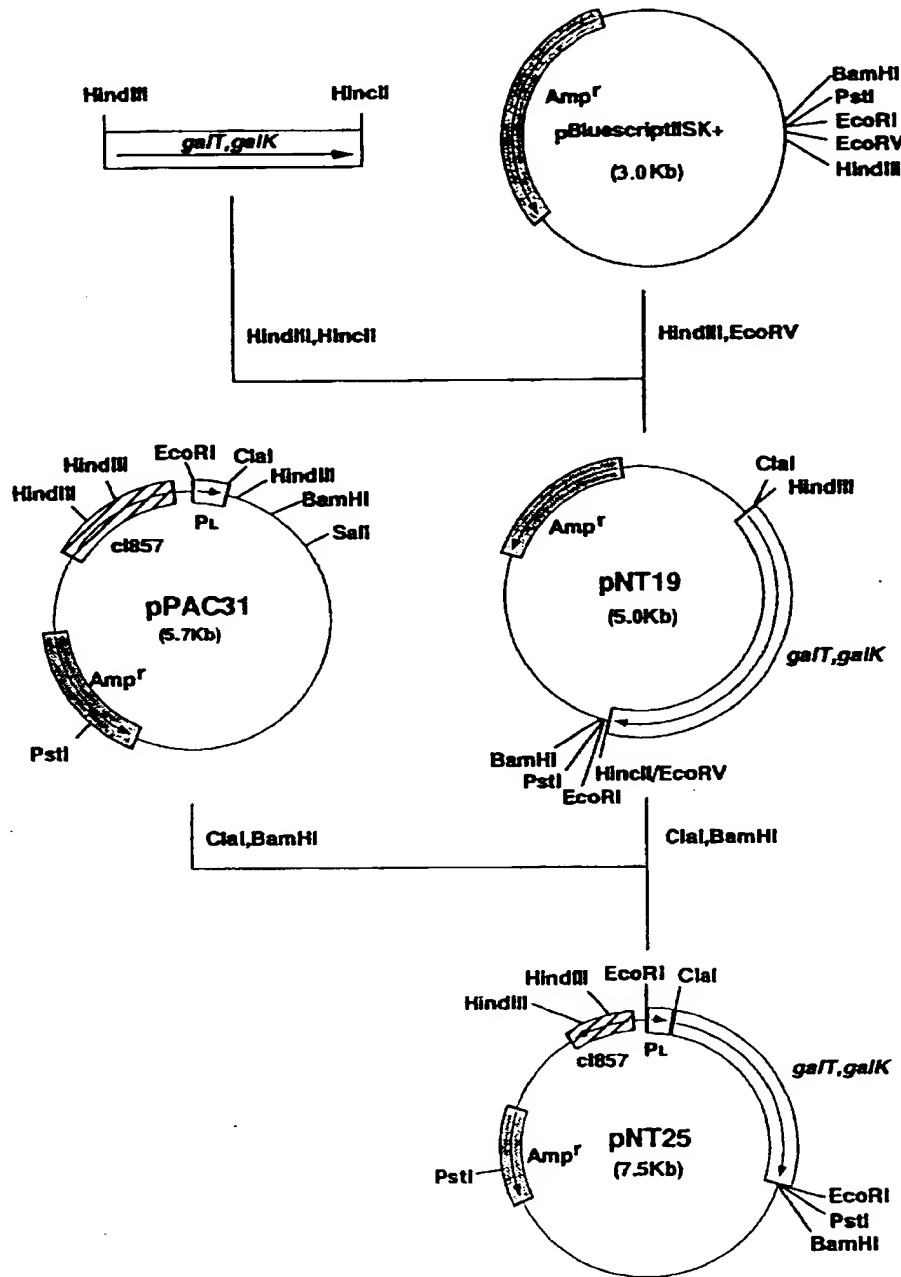 HindIII
HincII
galT,galK
Amp^r
pBluescriptIISK+
(3.0Kb)
BamHI
PstI
EcoRI
EcoRV
HindIII
HindIII,HincII
HindIII,EcoRV
HindIII
HindIII
EcoRI
ClaI
HindIII
BamHI
SalI
PL
cI857
pPAC31
(5.7Kb)
Amp^r
PstI
ClaI
HindIII
Amp^r
pNT19
(5.0Kb)
galT,galK
BamHI
PstI
EcoRI
HincII/EcoRV
ClaI,BamHI
ClaI,BamHI
HindIII
HindIII
EcoRI
ClaI
PL
cI857
galT,galK
pNT25
(7.5Kb)
Amp^r
PstI
EcoRI
PstI
BamHI